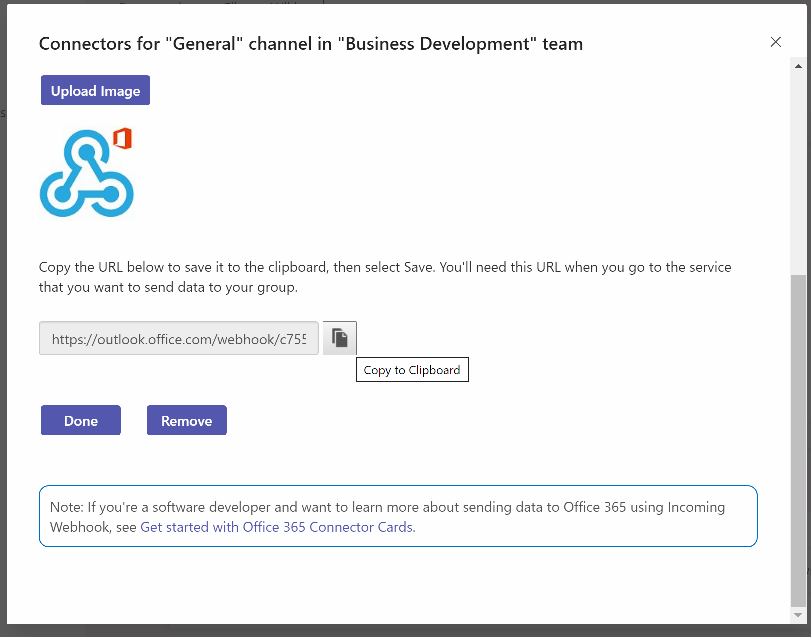 Connectors for "General" channel in "Business Development" team
Upload Image
Copy the URL below to save it to the clipboard, then select Save. You'll need this URL when you go to the service
that you want to send data to your group.
https://outlook.office.com/webhook/c755
Copy to Clipboard
Done Remove
Note: If you're a software developer and want to learn more about sending data to Office 365 using Incoming
Webhook, see Get started with Office 365 Connector Cards.